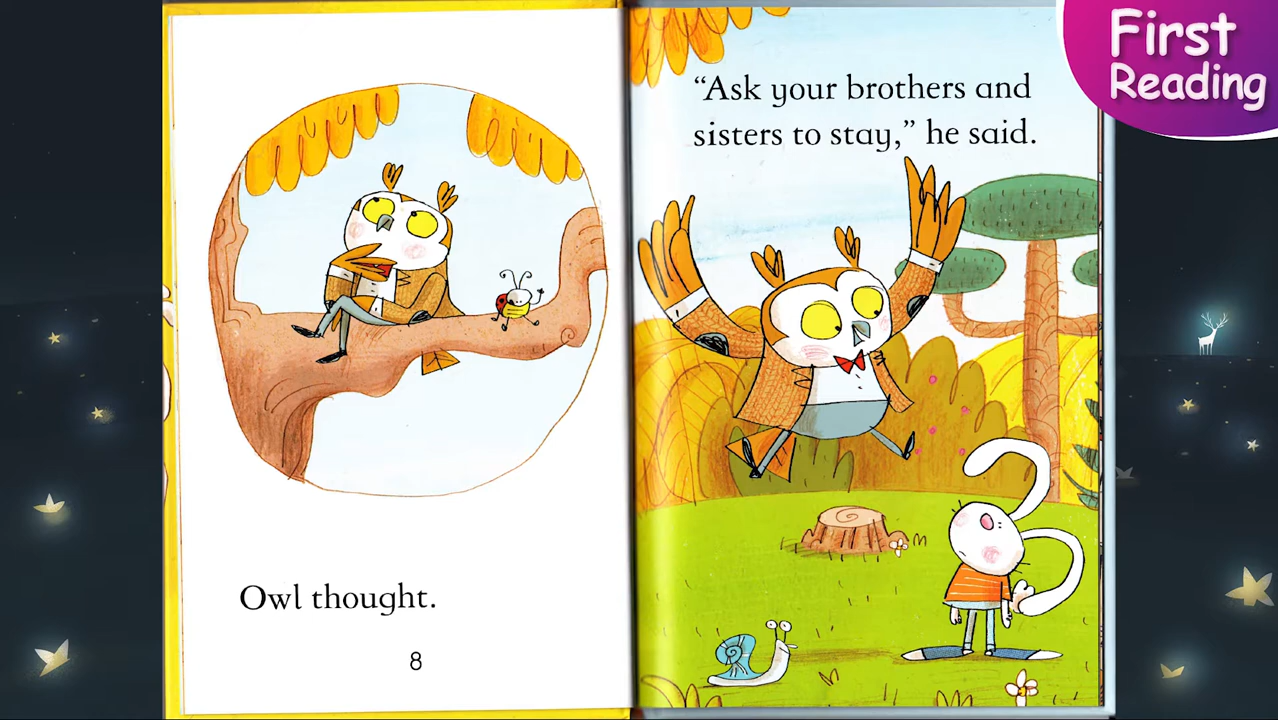 Owl thought.
8
“Ask your brothers and
sisters to stay,” he said.
First
Reading